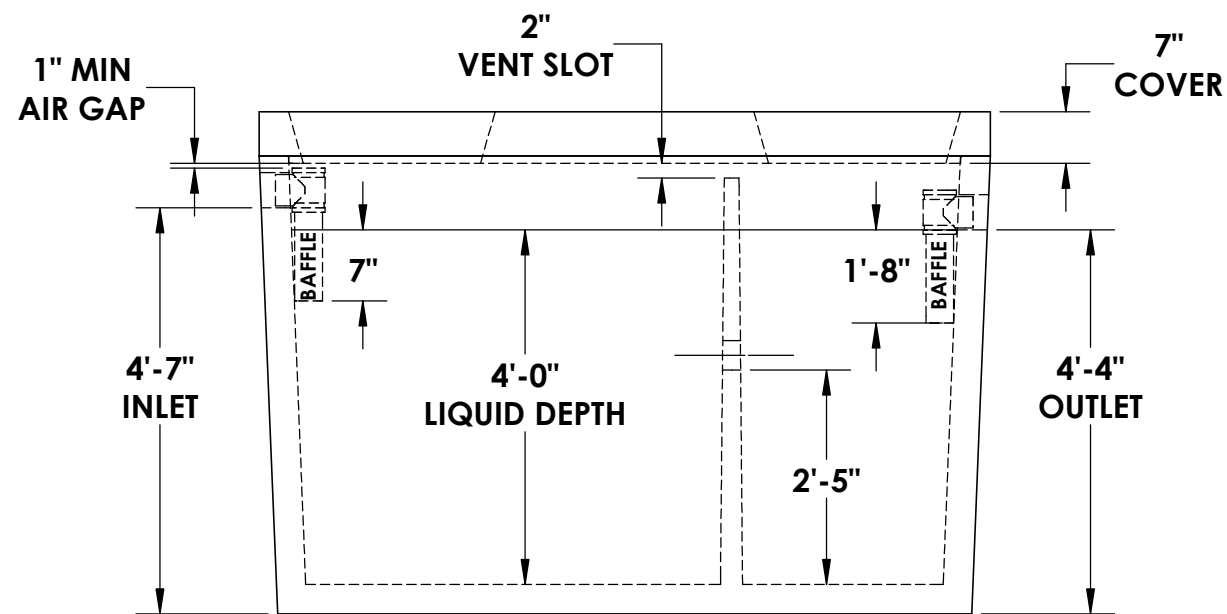 2"
VENT SLOT
7"
COVER
1" MIN
AIR GAP
BAFFLE
7"
1'-8"
BAFFLE
4'-7"
INLET
4'-0"
LIQUID DEPTH
4'-4"
OUTLET
2'-5"